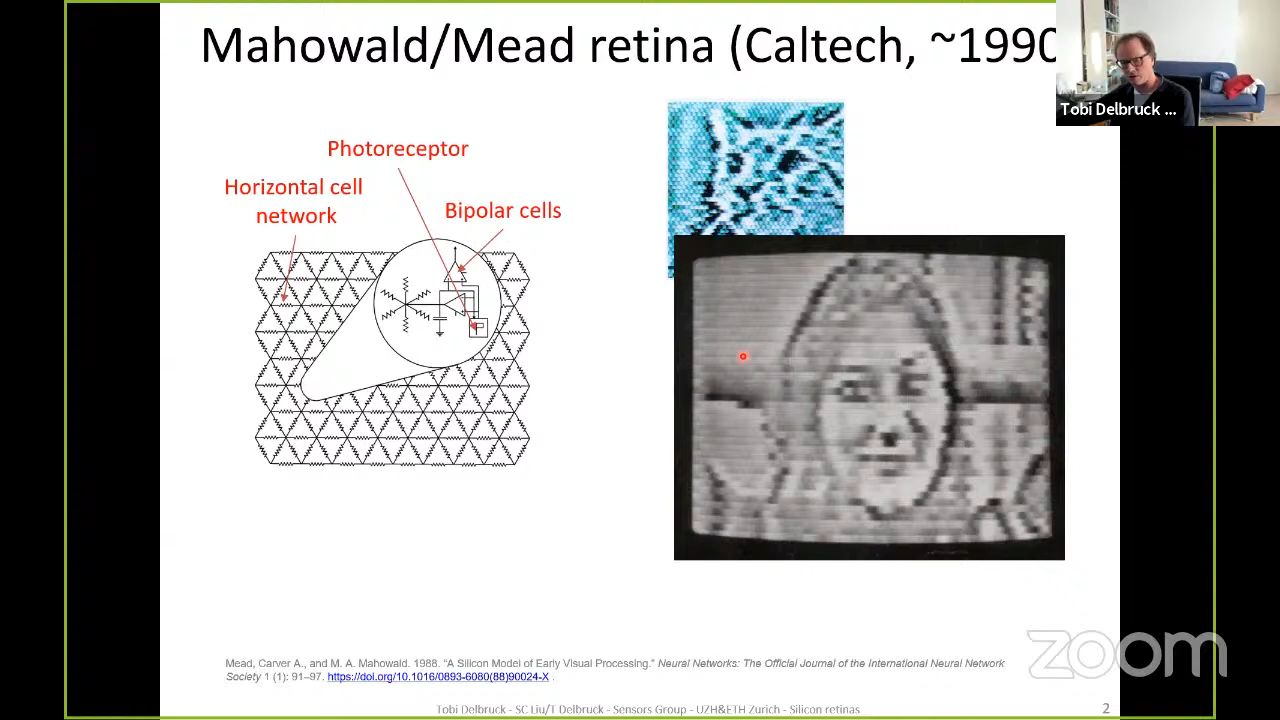 Mahowald/Mead retina (Caltech, ~1990
Tobi Delbruck ...
Photoreceptor
Horizontal cell
network
Bipolar cells
Mead, Carver A., and M. A. Mahowald. 1988. “A Silicon Model of Early Visual Processing.” Neural Networks: The Official Journal of the International Neural Network
Society 1 (1): 91–97. https://doi.org/10.1016/0893-6080(88)90024-X .
zoom
Tobi Delbruck - SC Liu/T Delbruck - Sensors Group - UZH&ETH Zurich - Silicon retinas
2